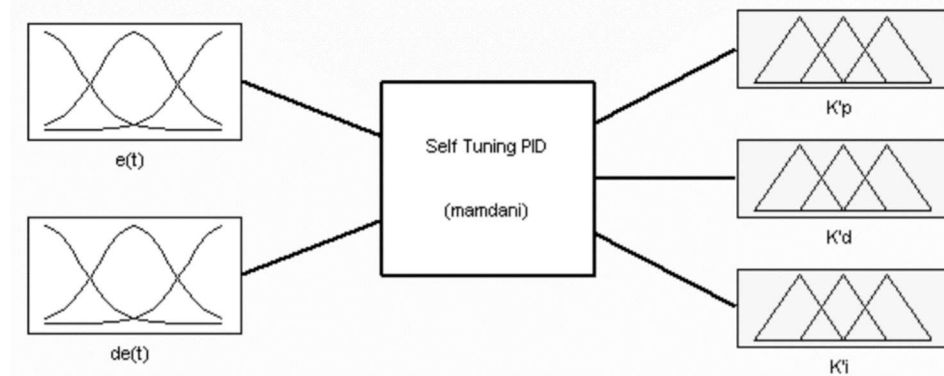 e(t)
de(t)
Self Tuning PID
(mamdani)
K'p
K'd
K'i